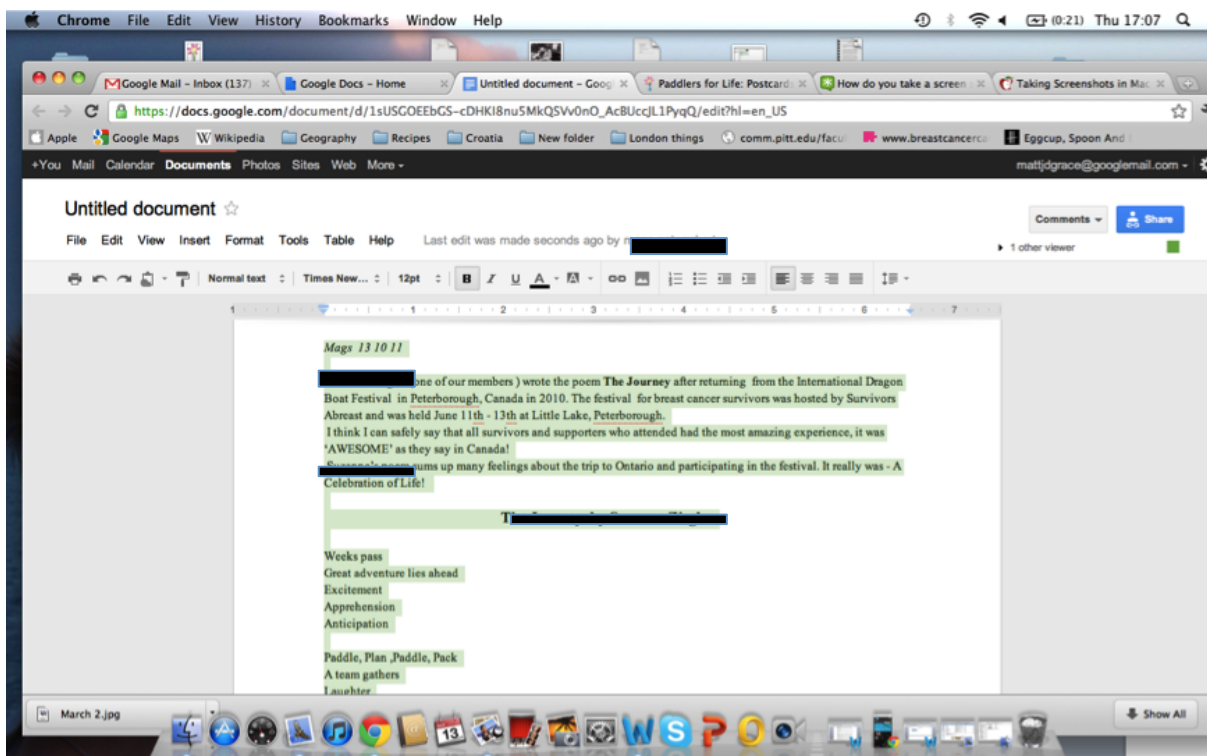 Chrome File Edit View History Bookmarks Window Help (0:21) Thu 17:07
Google Mail – Inbox (137) Google Docs – Home Untitled document – Goog Paddlers for Life: Postcard How do you take a screen Taking Screenshots in Mac
https://docs.google.com/document/d/1sUSGOEEbGS-cDHKI8nu5MkQSVv0nO_Ac8UccJL1PyqQ/edit?hl=en_US
Apple Google Maps Wikipedia Geography Recipes Croatia New folder London things comm.pitt.edu/facu www.breastcancerca Eggcup, Spoon And
+You Mail Calendar Documents Photos Sites Web More mattjdgrace@googlemail.com
Untitled document
Comments Share
File Edit View Insert Format Tools Table Help Last edit was made seconds ago by
1 other viewer
Normal text Times New... 12pt B I U A A
1 1 2 3 4 5 6 7
Mags 13 10 11
one of our members ) wrote the poem The Journey after returning from the International Dragon
Boat Festival in Peterborough, Canada in 2010. The festival for breast cancer survivors was hosted by Survivors
Abreast and was held June 11th - 13th at Little Lake, Peterborough.
I think I can safely say that all survivors and supporters who attended had the most amazing experience, it was
'AWESOME' as they say in Canada!
sums up many feelings about the trip to Ontario and participating in the festival. It really was - A
Celebration of Life!
Weeks pass
Great adventure lies ahead
Excitement
Apprehension
Anticipation
Paddle, Plan ,Paddle, Pack
A team gathers
Laughter
March 2.jpg
Show All
13